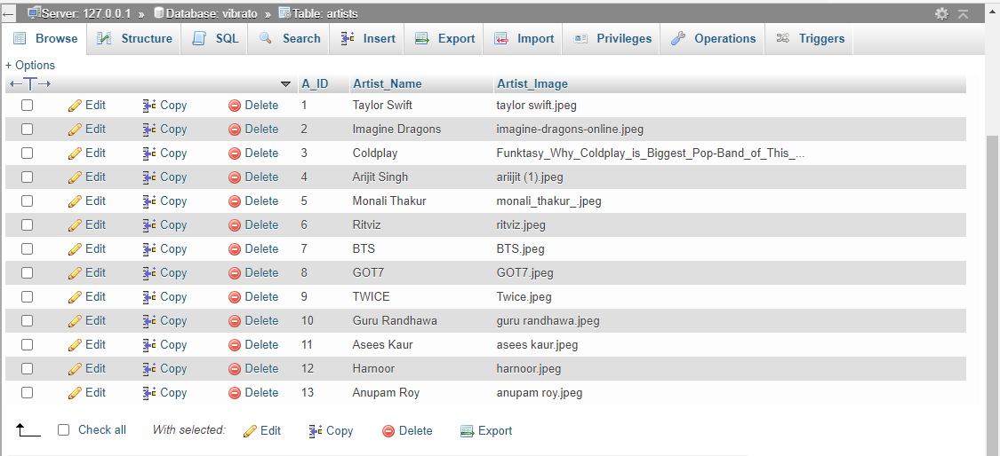 Server: 127.0.0.1 » Database: vibrato » Table: artists
Browse Structure SQL Search Insert Export Import Privileges Operations Triggers
+ Options
←T→ A_ID Artist_Name Artist_Image
Edit Copy Delete 1 Taylor Swift taylor swift.jpeg
Edit Copy Delete 2 Imagine Dragons imagine-dragons-online.jpeg
Edit Copy Delete 3 Coldplay Funktasy_Why_Coldplay_is_Biggest_Pop-Band_of_This_...
Edit Copy Delete 4 Arijit Singh ariijit (1).jpeg
Edit Copy Delete 5 Monali Thakur monali_thakur_.jpeg
Edit Copy Delete 6 Ritviz ritviz.jpeg
Edit Copy Delete 7 BTS BTS.jpeg
Edit Copy Delete 8 GOT7 GOT7.jpeg
Edit Copy Delete 9 TWICE Twice.jpeg
Edit Copy Delete 10 Guru Randhawa guru randhawa.jpeg
Edit Copy Delete 11 Asees Kaur asees kaur.jpeg
Edit Copy Delete 12 Harnoor harnoor.jpeg
Edit Copy Delete 13 Anupam Roy anupam roy.jpeg
Check all With selected: Edit Copy Delete Export